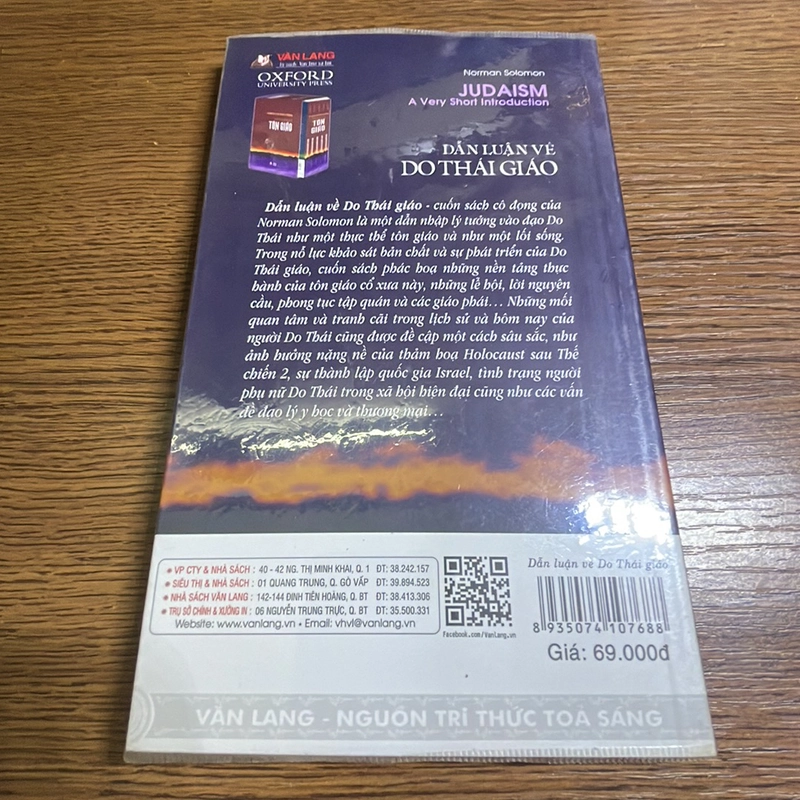 VĂN LANG
OXFORD
UNIVERSITY PRESS
TÔN GIÁO
TÔN
GIÁO
Norman Solomon
JUDAISM
A Very Short Introduction
DẪN LUẬN VỀ
DO THÁI GIÁO
Dẫn luận về Do Thái giáo - cuốn sách cô đọng của
Norman Solomon là một dẫn nhập lý tưởng vào đạo Do
Thái như một thực thể tôn giáo và như một lối sống.
Trong nỗ lực khảo sát bản chất và sự phát triển của Do
Thái giáo, cuốn sách phác hoạ những nền tảng thực
hành của tôn giáo cổ xưa này, những lễ hội, lời nguyện
cầu, phong tục tập quán và các giáo phái… Những mối
quan tâm và tranh cãi trong lịch sử và hôm nay của
người Do Thái cũng được đề cập một cách sâu sắc, như
ảnh hưởng nặng nề của thảm hoạ Holocaust sau Thế
chiến 2, sự thành lập quốc gia Israel, tình trạng người
phụ nữ Do Thái trong xã hội hiện đại cũng như các vấn
đề đạo lý y học và thương mại…
• VP CTY & NHÀ SÁCH : 40 - 42 NG. THỊ MINH KHAI, Q. 1 ĐT: 38.242.157
• SIÊU THỊ & NHÀ SÁCH : 01 QUANG TRUNG, Q. GÒ VẤP ĐT: 39.894.523
• NHÀ SÁCH VĂN LANG : 142-144 ĐINH TIÊN HOÀNG, Q. BT ĐT: 38.413.306
• TRỤ SỞ CHÍNH & XƯỞNG IN : 06 NGUYỄN TRUNG TRỰC, Q. BT ĐT: 35.500.331
Website: www.vanlang.vn • Email: vhvl@vanlang.vn
Facebook.com/VanLang.vn
Dẫn luận về Do Thái giáo
8 935074 107688
Giá: 69.000đ
VĂN LANG - NGUỒN TRI THỨC TOẢ SÁNG